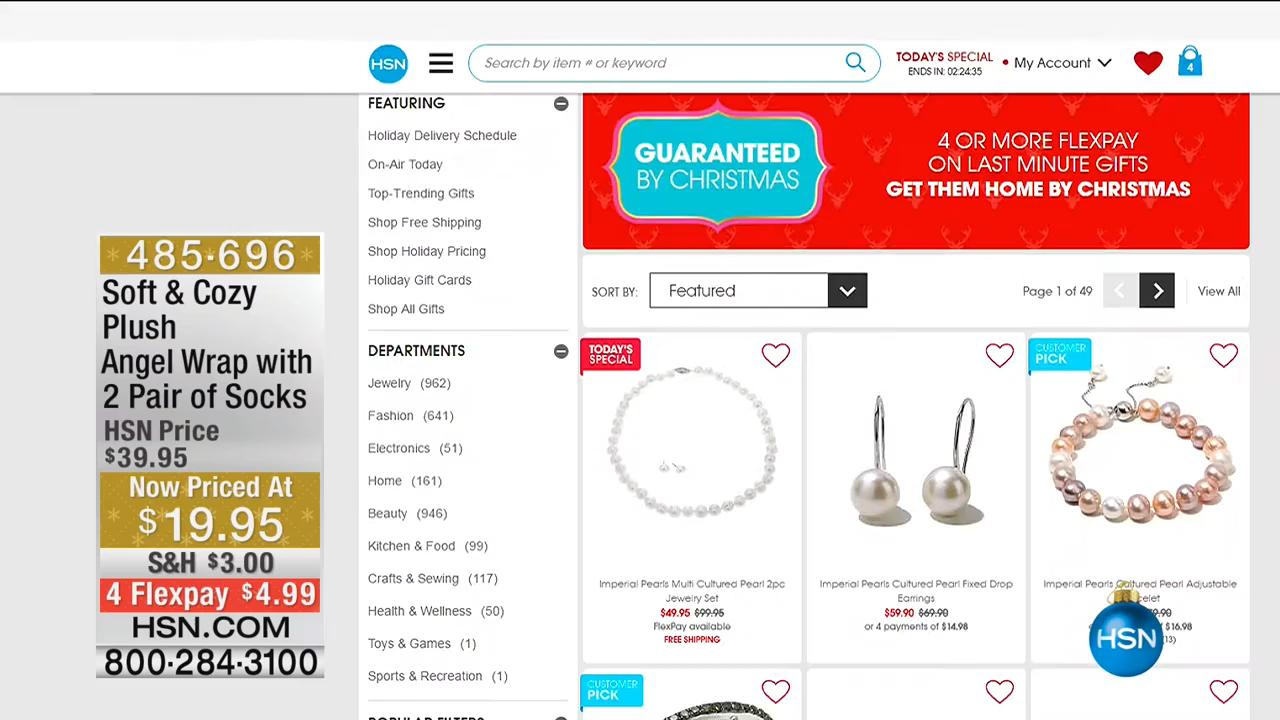 HSN
Search by item # or keyword
TODAY'S SPECIAL
ENDS IN: 02:24:35
My Account
4
FEATURING
Holiday Delivery Schedule
On-Air Today
Top-Trending Gifts
Shop Free Shipping
Shop Holiday Pricing
Holiday Gift Cards
Shop All Gifts
DEPARTMENTS
Jewelry (962)
Fashion (641)
Electronics (51)
Home (161)
Beauty (946)
Kitchen & Food (99)
Crafts & Sewing (117)
Health & Wellness (50)
Toys & Games (1)
Sports & Recreation (1)
POPULAR FILTERS
485·696
Soft & Cozy
Plush
Angel Wrap with
2 Pair of Socks
HSN Price
$39.95
Now Priced At
$19.95
S&H $3.00
4 Flexpay $4.99
HSN.COM
800·284·3100
GUARANTEED
BY CHRISTMAS
4 OR MORE FLEXPAY
ON LAST MINUTE GIFTS
GET THEM HOME BY CHRISTMAS
SORT BY: Featured
Page 1 of 49
View All
TODAY'S
SPECIAL
Imperial Pearls Multi Cultured Pearl 2pc
Jewelry Set
$49.95 $99.95
FlexPay available
FREE SHIPPING
Imperial Pearls Cultured Pearl Fixed Drop
Earrings
$59.90 $69.90
or 4 payments of $14.98
CUSTOMER
PICK
Imperial Pearls Cultured Pearl Adjustable
$16.98
(13)
HSN
CUSTOMER
PICK